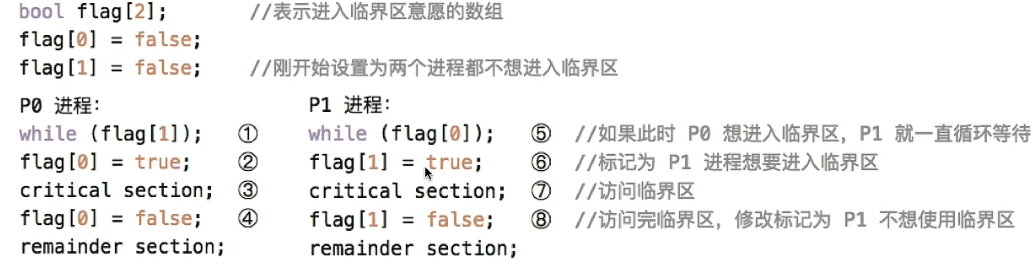 bool flag[2]; //表示进入临界区意愿的数组
flag[0] = false;
flag[1] = false; //刚开始设置为两个进程都不想进入临界区
P0 进程: P1 进程:
while (flag[1]); ① while (flag[0]); ⑤ //如果此时 P0 想进入临界区，P1 就一直循环等待
flag[0] = true; ② flag[1] = true; ⑥ //标记为 P1 进程想要进入临界区
critical section; ③ critical section; ⑦ //访问临界区
flag[0] = false; ④ flag[1] = false; ⑧ //访问完临界区，修改标记为 P1 不想使用临界区
remainder section; remainder section;